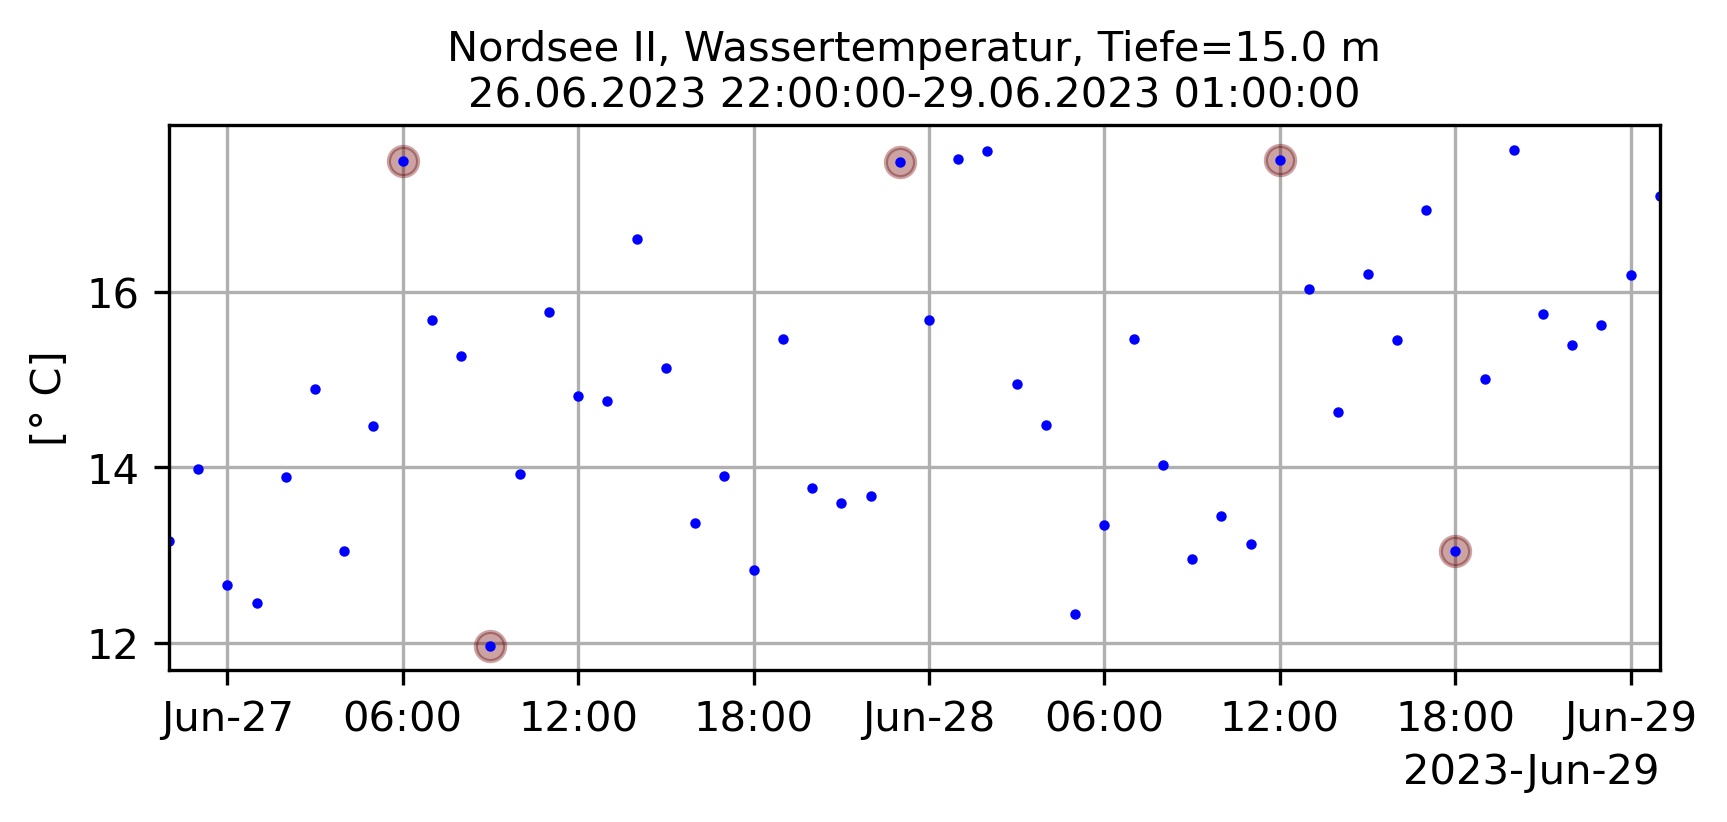 Nordsee II, Wassertemperatur, Tiefe=15.0 m
26.06.2023 22:00:00-29.06.2023 01:00:00
[° C]
16
14
12
Jun-27 06:00 12:00 18:00 Jun-28 06:00 12:00 18:00 Jun-29
2023-Jun-29